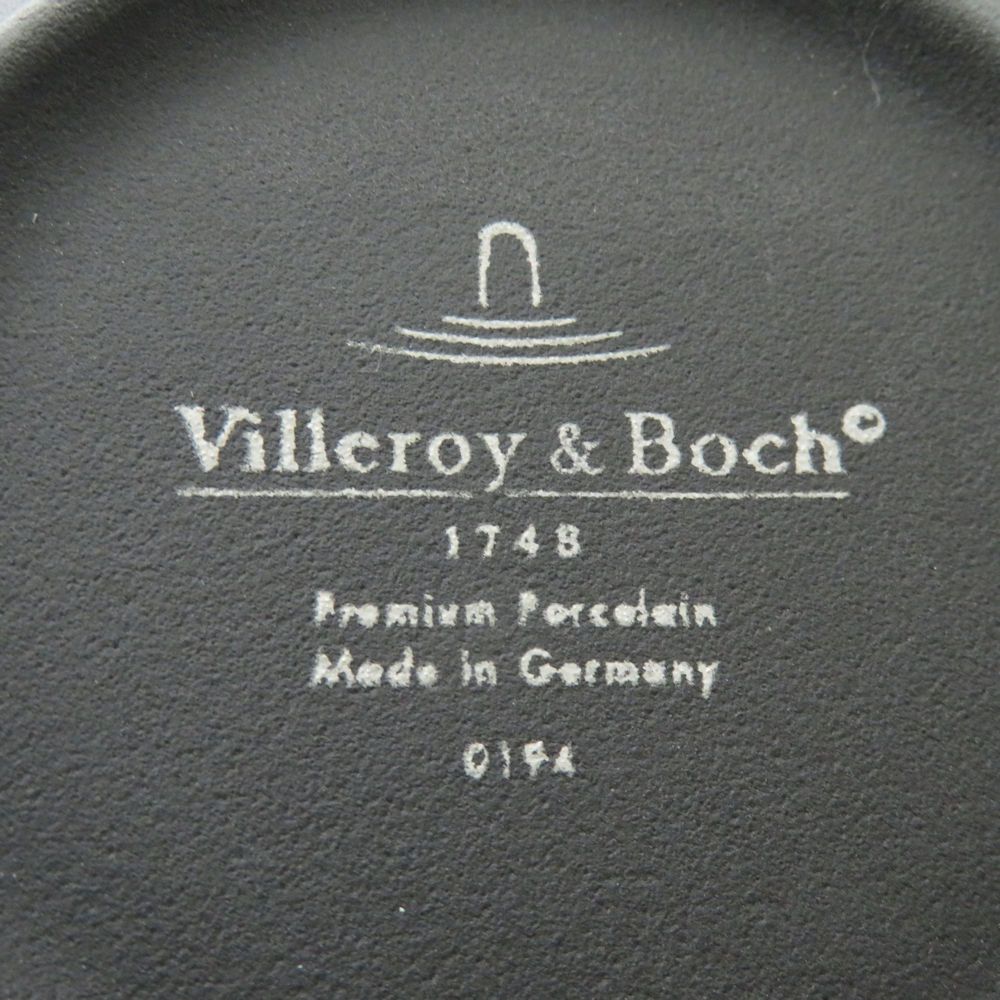 Villeroy & Boch©
1748
Premium Porcelain
Made in Germany
0194